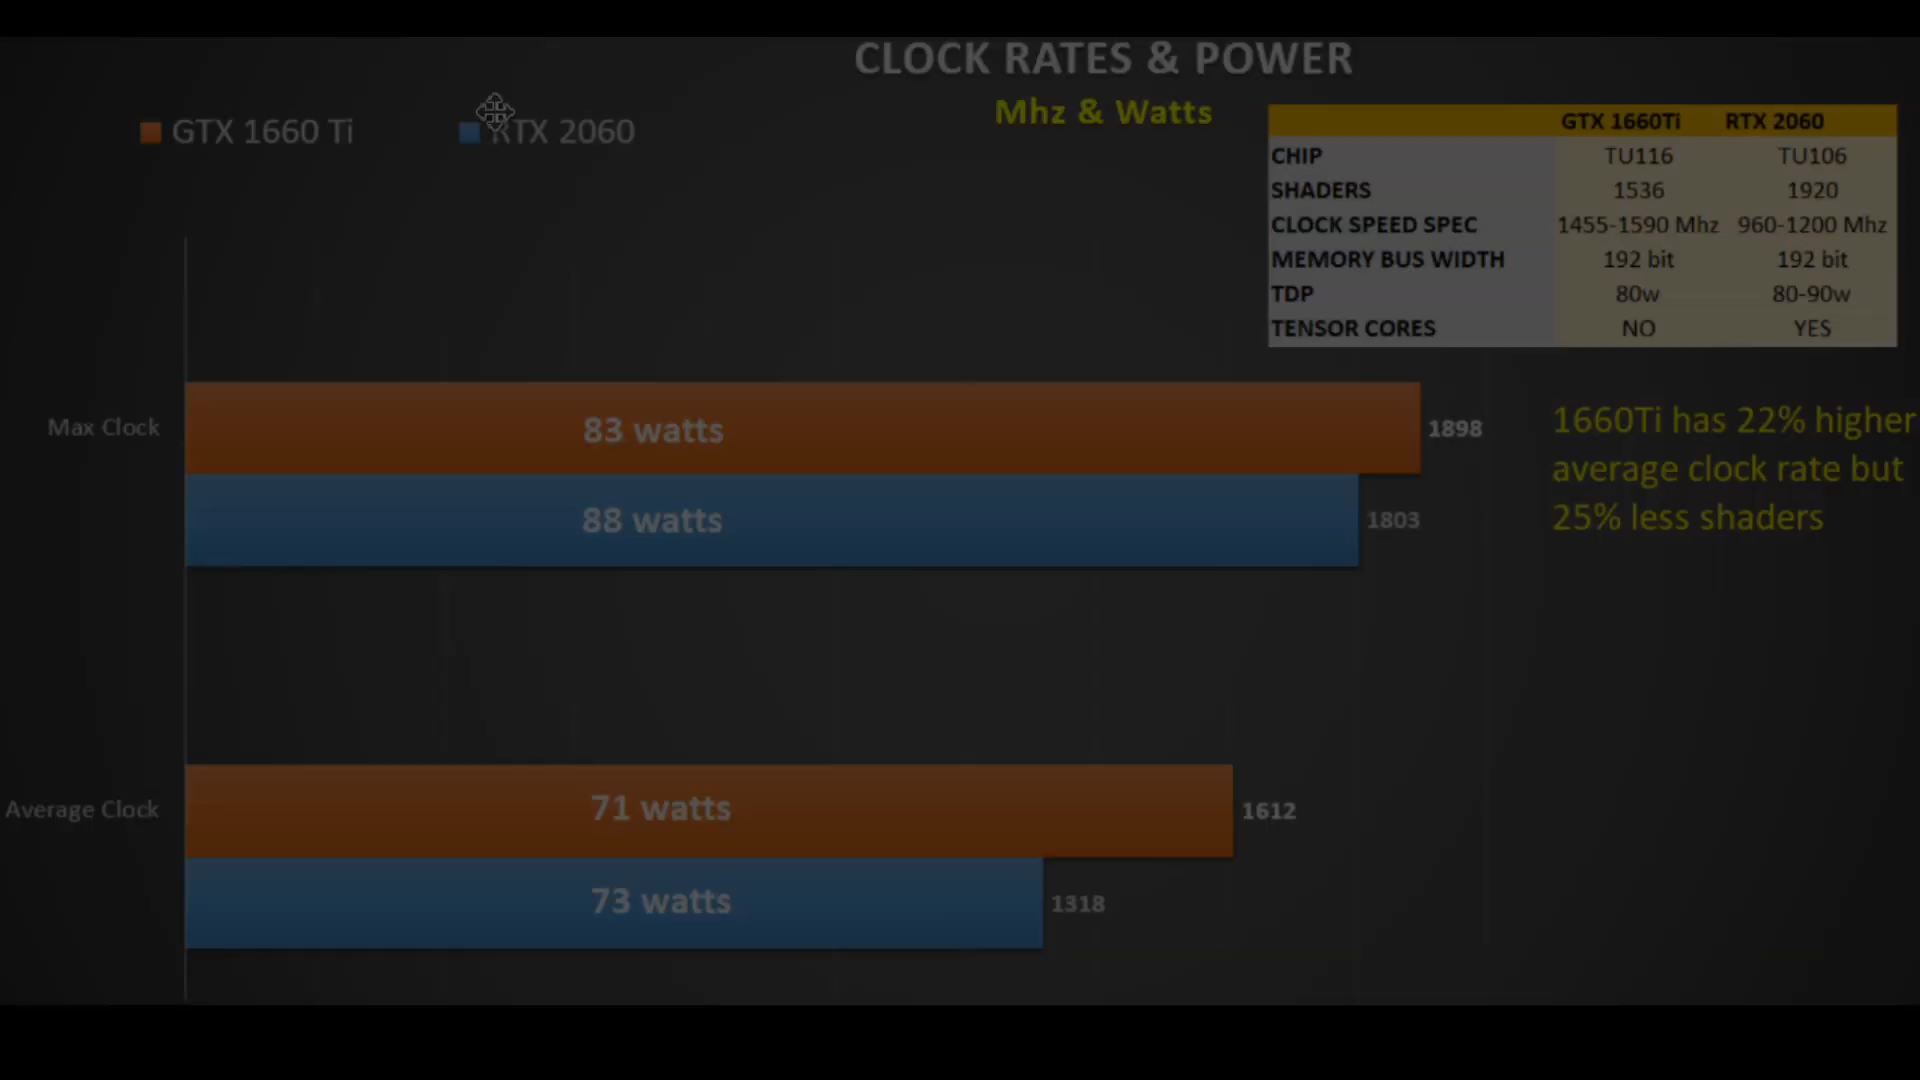 CLOCK RATES & POWER
Mhz & Watts
GTX 1660 Ti
RTX 2060
GTX 1660Ti RTX 2060
CHIP TU116 TU106
SHADERS 1536 1920
CLOCK SPEED SPEC 1455-1590 Mhz 960-1200 Mhz
MEMORY BUS WIDTH 192 bit 192 bit
TDP 80w 80-90w
TENSOR CORES NO YES
Max Clock
83 watts
1898
88 watts
1803
1660Ti has 22% higher
average clock rate but
25% less shaders
Average Clock
71 watts
1612
73 watts
1318